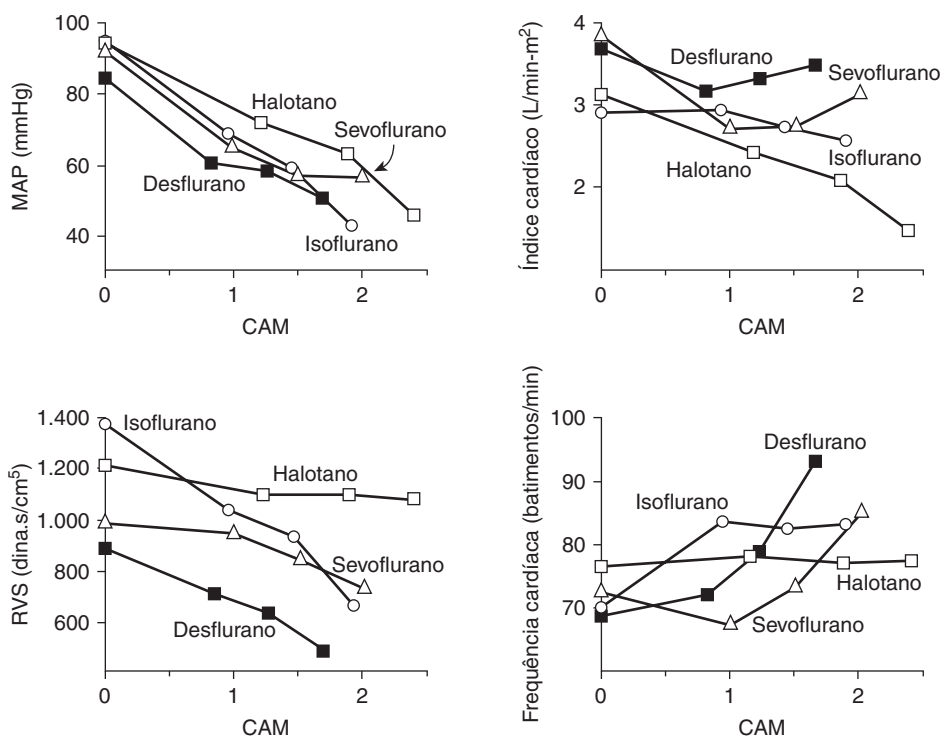 MAP (mmHg)
100
80
60
40
Halotano
Sevoflurano
Desflurano
Isoflurano
0 1 2
CAM
Índice cardíaco (L/min-m²)
4
3
2
Desflurano
Sevoflurano
Isoflurano
Halotano
0 1 2
CAM
RVS (dina.s/cm⁵)
1.400
1.200
1.000
800
600
Isoflurano
Halotano
Sevoflurano
Desflurano
0 1 2
CAM
Frequência cardíaca (batimentos/min)
100
90
80
70
Desflurano
Isoflurano
Halotano
Sevoflurano
0 1 2
CAM